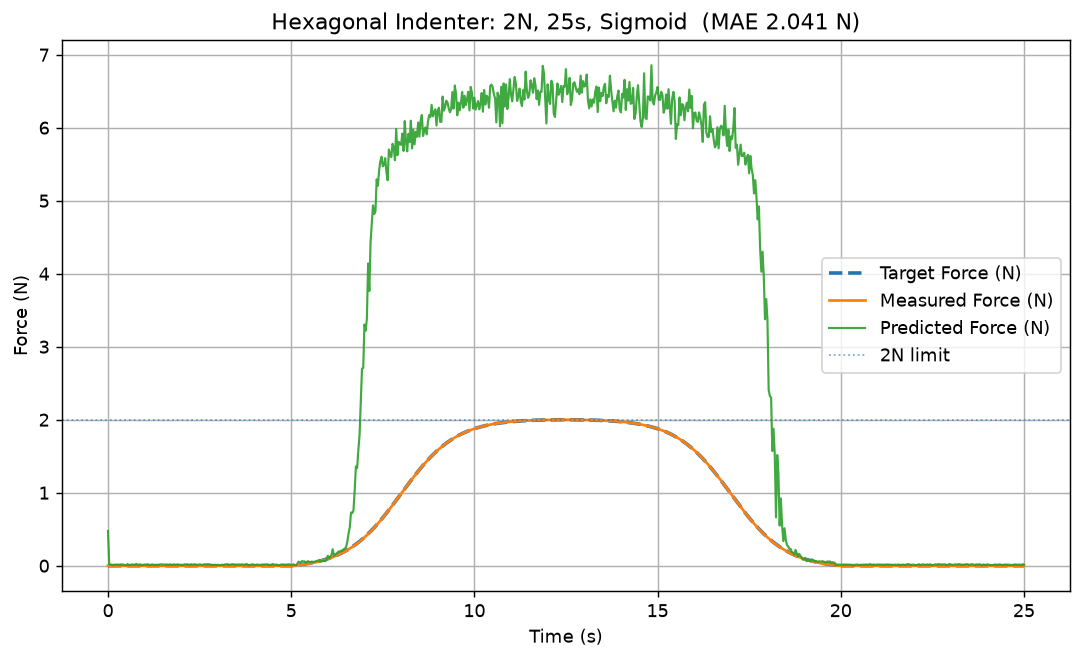 Hexagonal Indenter: 2N, 25s, Sigmoid  (MAE 2.041 N)
7
6
5
4
3
2
1
0
Force (N)
Target Force (N)
Measured Force (N)
Predicted Force (N)
2N limit
0 5 10 15 20 25
Time (s)